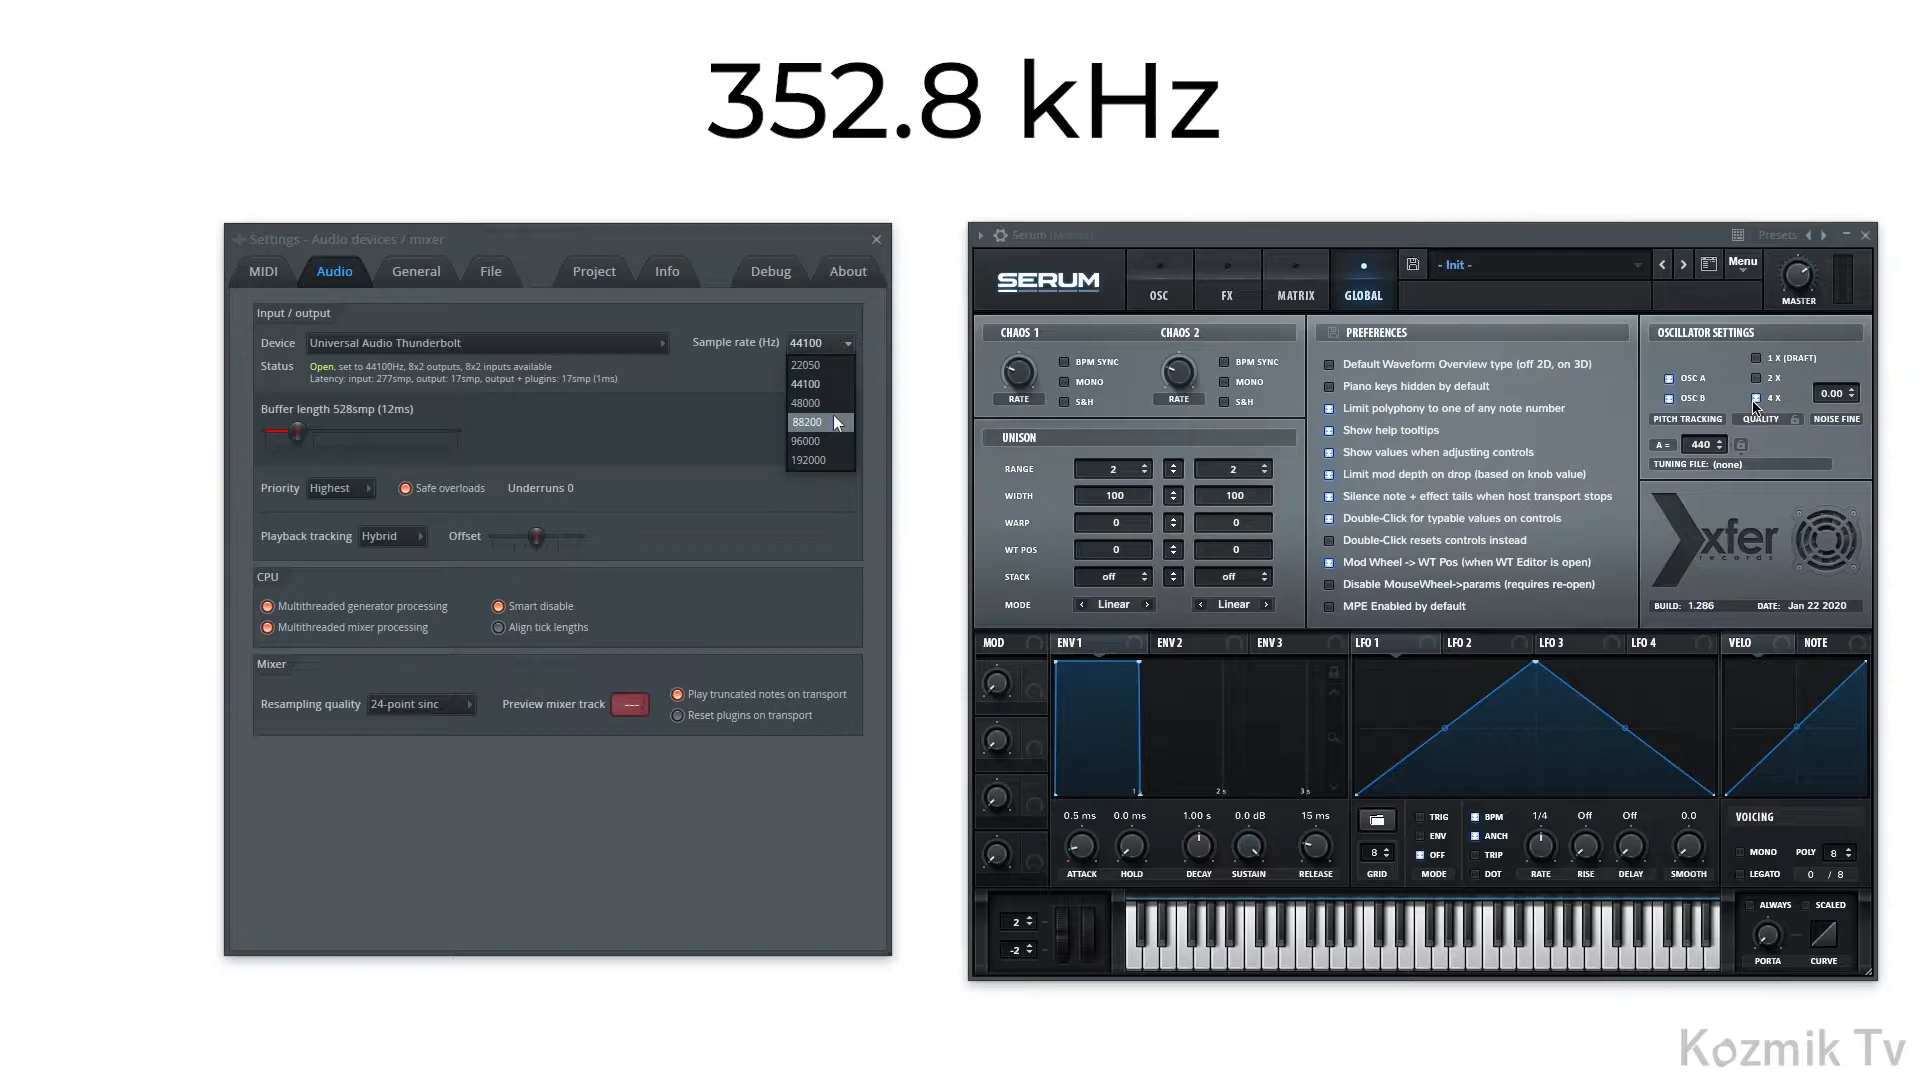 352.8 kHz
Settings - Audio devices / mixer
MIDI Audio General File Project Info Debug About
Input / output
Device Universal Audio Thunderbolt Sample rate (Hz) 44100
Status Open, set to 44100Hz, 8x2 outputs, 8x2 inputs available
Latency: input: 277smp, output: 17smp, output + plugins: 17smp (1ms)
22050
44100
48000
88200
96000
192000
Buffer length 528smp (12ms)
Priority Highest Safe overloads Underruns 0
Playback tracking Hybrid Offset
CPU
Multithreaded generator processing Smart disable
Multithreaded mixer processing Align tick lengths
Mixer
Resampling quality 24-point sinc Preview mixer track --- Play truncated notes on transport
Reset plugins on transport
Serum (Master) Presets
SERUM OSC FX MATRIX GLOBAL - Init - Menu MASTER
CHAOS 1 CHAOS 2
BPM SYNC BPM SYNC
MONO MONO
RATE S&H RATE S&H
UNISON
RANGE 2 2
WIDTH 100 100
WARP 0 0
WT POS 0 0
STACK off off
MODE Linear Linear
PREFERENCES
Default Waveform Overview type (off 2D, on 3D)
Piano keys hidden by default
Limit polyphony to one of any note number
Show help tooltips
Show values when adjusting controls
Limit mod depth on drop (based on knob value)
Silence note + effect tails when host transport stops
Double-Click for typable values on controls
Double-Click resets controls instead
Mod Wheel -> WT Pos (when WT Editor is open)
Disable MouseWheel->params (requires re-open)
MPE Enabled by default
OSCILLATOR SETTINGS
1 X (DRAFT)
OSC A 2 X
OSC B 4 X 0.00
PITCH TRACKING QUALITY NOISE FINE
A = 440
TUNING FILE: (none)
xfer
records
BUILD: 1.286 DATE: Jan 22 2020
MOD ENV 1 ENV 2 ENV 3 LFO 1 LFO 2 LFO 3 LFO 4 VELO NOTE
1 2 s 3 s
0.5 ms 0.0 ms 1.00 s 0.0 dB 15 ms
ATTACK HOLD DECAY SUSTAIN RELEASE
TRIG BPM 1/4 Off Off 0.0
ENV ANCH
8 OFF TRIP
GRID MODE DOT RATE RISE DELAY SMOOTH
VOICING
MONO POLY 8
LEGATO 0 / 8
2
-2
ALWAYS SCALED
PORTA CURVE
Kozmik Tv